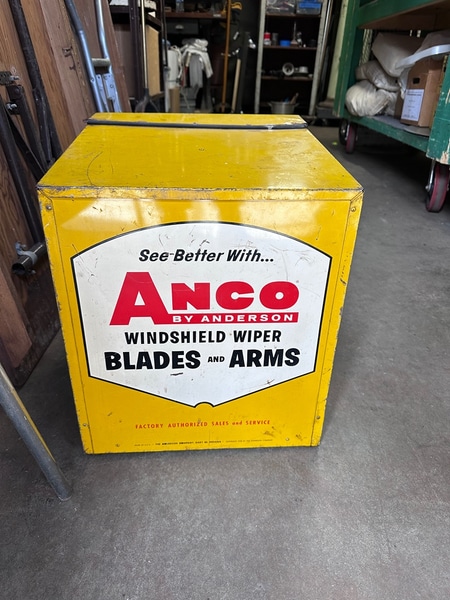 See Better With...
ANCO
BY ANDERSON
WINDSHIELD WIPER
BLADES AND ARMS
FACTORY AUTHORIZED SALES and SERVICE